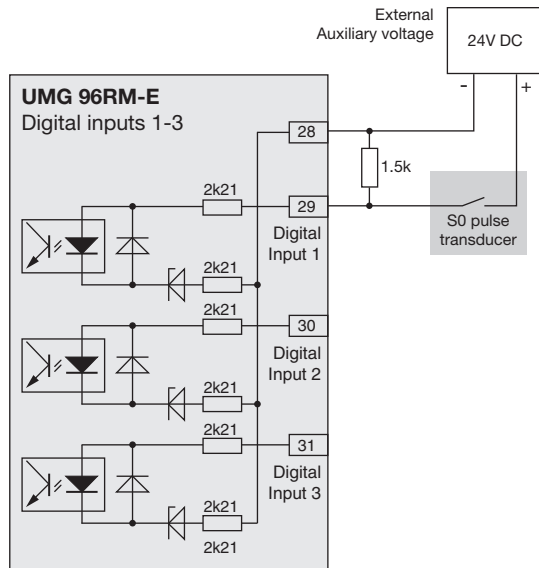 External
Auxiliary voltage
24V DC
- +
UMG 96RM-E
Digital inputs 1-3
28
1.5k
2k21
29
S0 pulse
transducer
Digital
Input 1
2k21
2k21
30
Digital
Input 2
2k21
2k21
31
Digital
Input 3
2k21
2k21